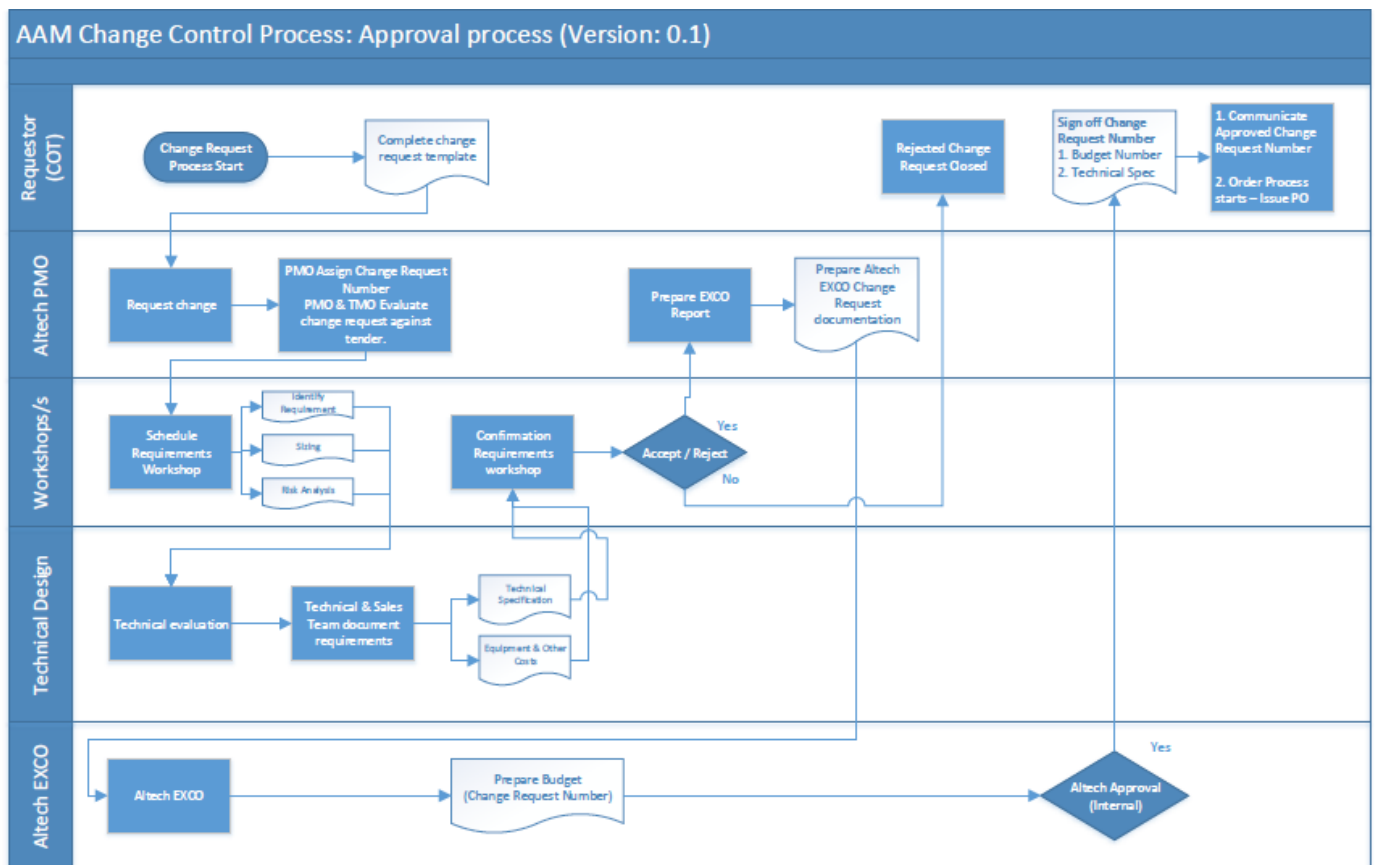 AAM Change Control Process: Approval process (Version: 0.1)
Requestor
(COT)
Change Request
Process Start
Complete change
request template
Rejected Change
Request Closed
Sign off Change
Request Number
1. Budget Number
2. Technical Spec
1. Communicate
Approved Change
Request Number
2. Order Process
starts – Issue PO
Altech PMO
Request change
PMO Assign Change Request
Number
PMO & TMO Evaluate
change request against
tender.
Prepare EXCO
Report
Prepare Altech
EXCO Change
Request
documentation
Workshops/s
Schedule
Requirements
Workshop
Identify
Requirement
Sizing
Risk Analysis
Confirmation
Requirements
workshop
Accept / Reject
Yes
No
Technical Design
Technical evaluation
Technical & Sales
Team document
requirements
Technical
Specification
Equipment & Other
Costs
Altech EXCO
Altech EXCO
Prepare Budget
(Change Request Number)
Altech Approval
(Internal)
Yes